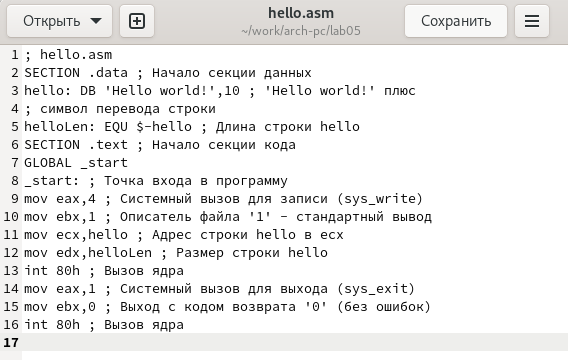 Открыть
hello.asm
~/work/arch-pc/lab05
Сохранить
1 ; hello.asm
2 SECTION .data ; Начало секции данных
3 hello: DB 'Hello world!',10 ; 'Hello world!' плюс
4 ; символ перевода строки
5 helloLen: EQU $-hello ; Длина строки hello
6 SECTION .text ; Начало секции кода
7 GLOBAL _start
8 _start: ; Точка входа в программу
9 mov eax,4 ; Системный вызов для записи (sys_write)
10 mov ebx,1 ; Описатель файла '1' - стандартный вывод
11 mov ecx,hello ; Адрес строки hello в ecx
12 mov edx,helloLen ; Размер строки hello
13 int 80h ; Вызов ядра
14 mov eax,1 ; Системный вызов для выхода (sys_exit)
15 mov ebx,0 ; Выход с кодом возврата '0' (без ошибок)
16 int 80h ; Вызов ядра
17